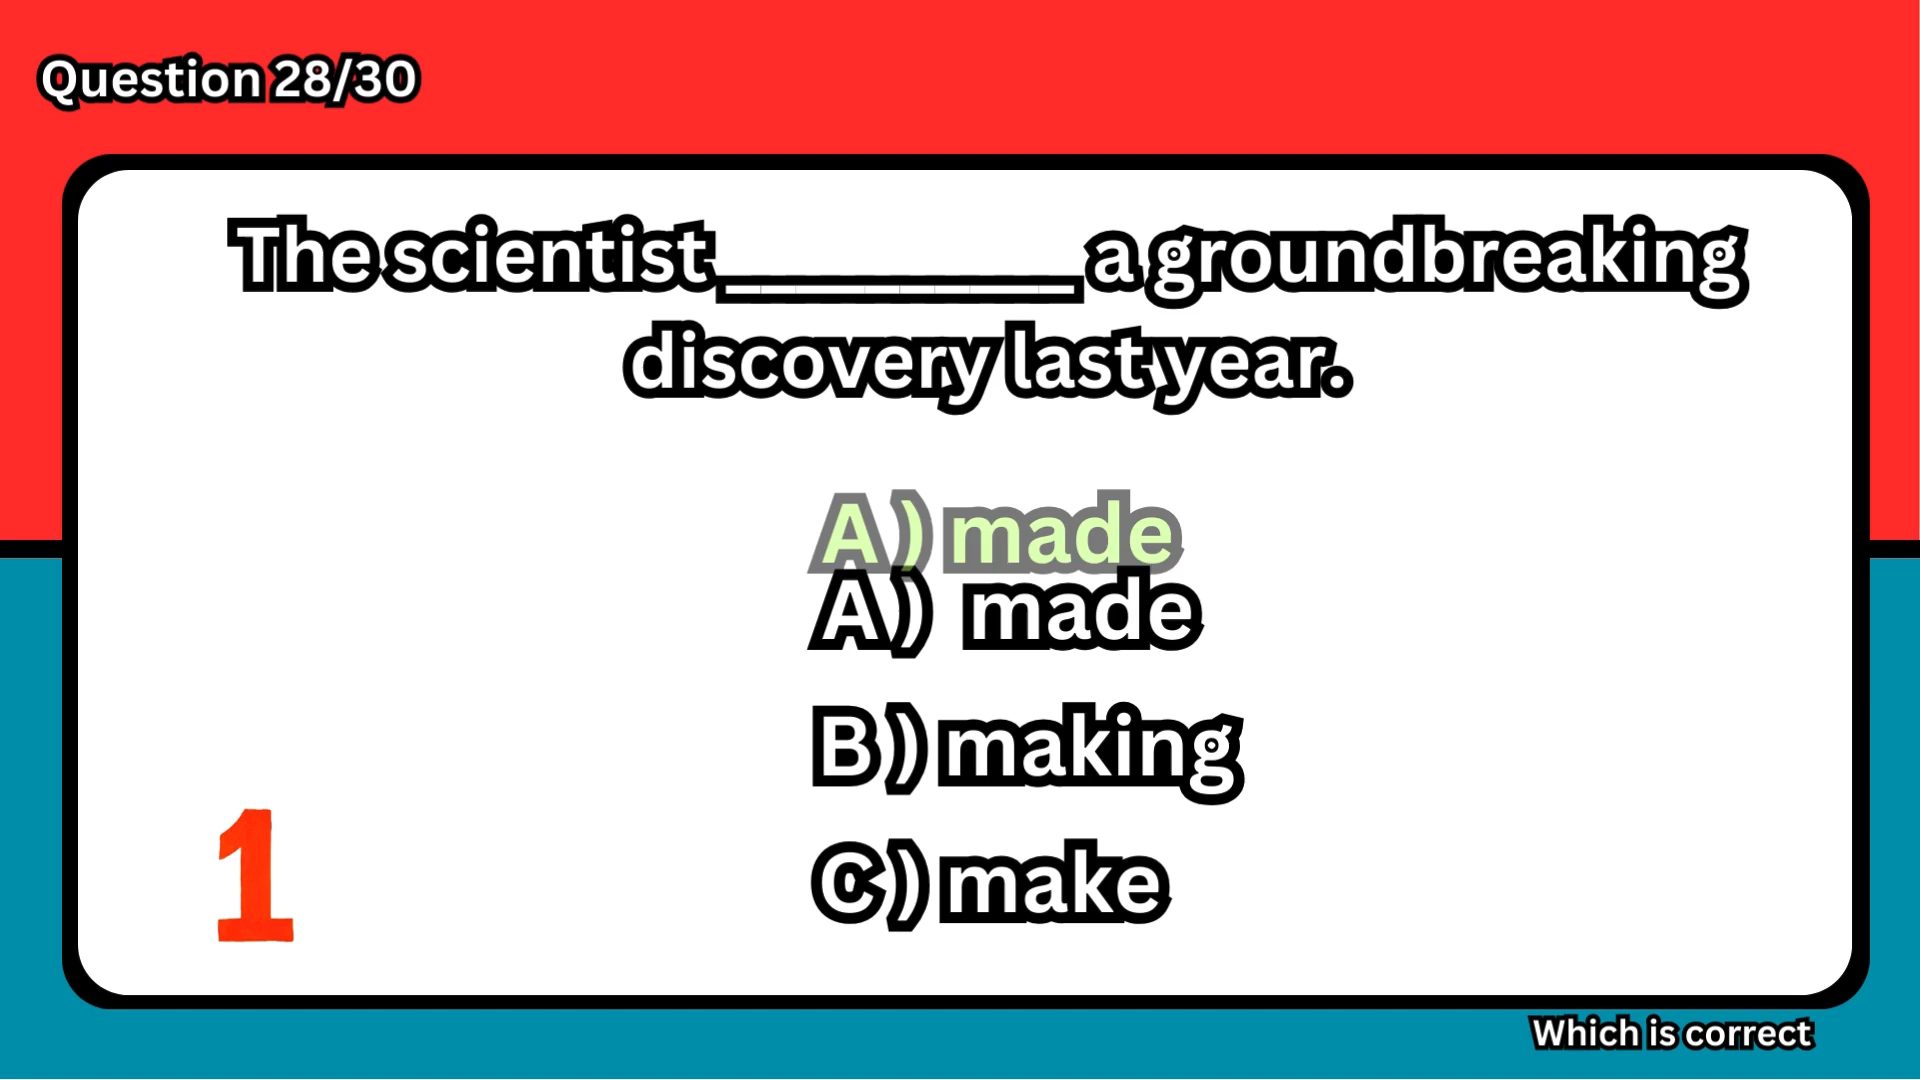 Question 28/30
The scientist __________ a groundbreaking
discovery last year.
A) made
A) made
B) making
C) make
1
Which is correct